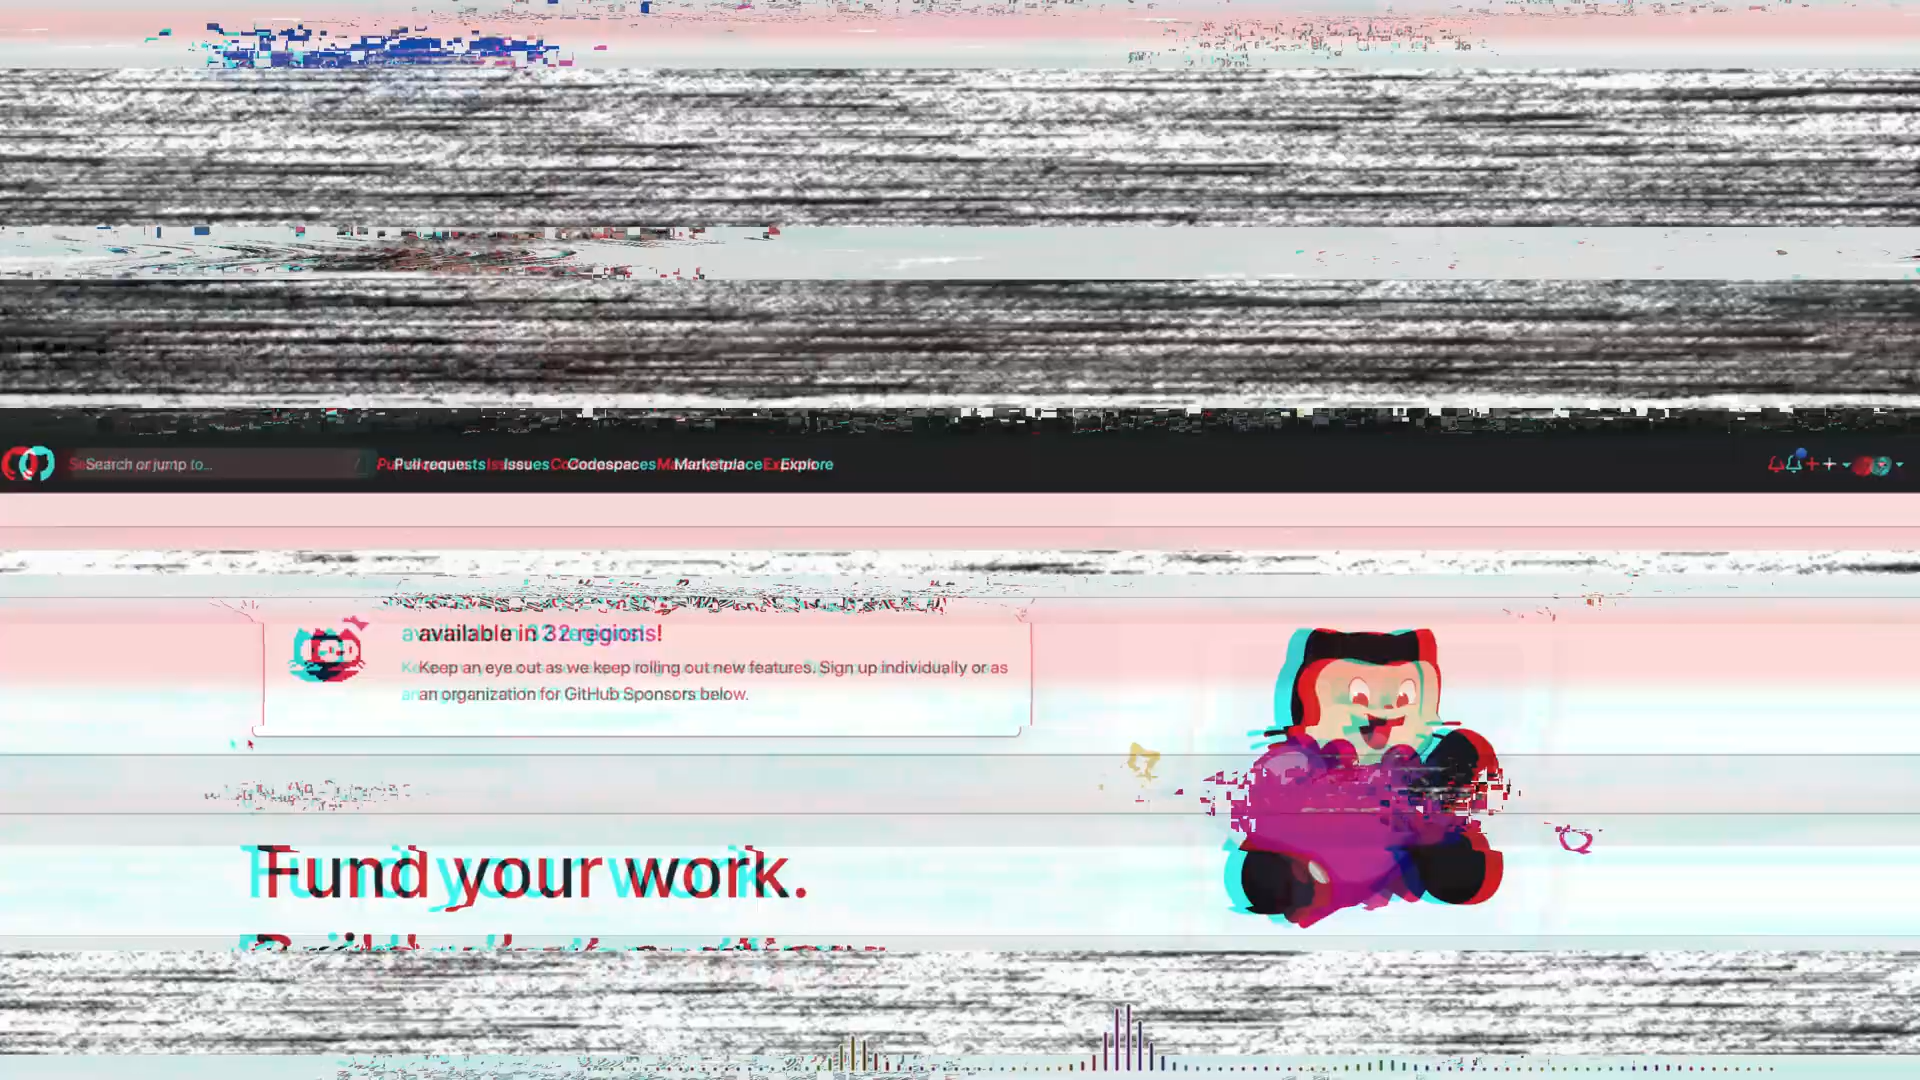 Search or jump to... / Pull requests Issues Codespaces Marketplace Explore
available in 32 regions!
Keep an eye out as we keep rolling out new features. Sign up individually or as
an organization for GitHub Sponsors below.
Fund your work.